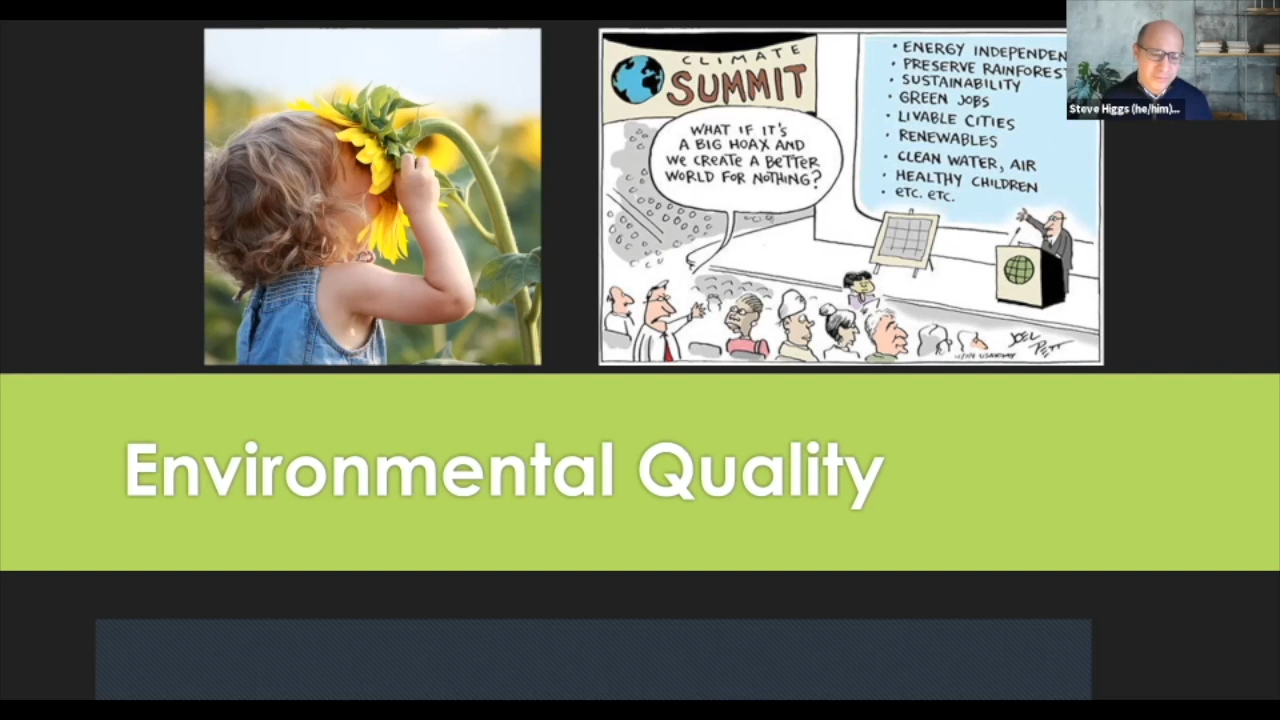 CLIMATE
SUMMIT
WHAT IF IT'S
A BIG HOAX AND
WE CREATE A BETTER
WORLD FOR NOTHING?
• ENERGY INDEPENDEN
• PRESERVE RAINFOREST
• SUSTAINABILITY
• GREEN JOBS
• LIVABLE CITIES
• RENEWABLES
• CLEAN WATER, AIR
• HEALTHY CHILDREN
• ETC. ETC.
JOEL
PETT
Steve Higgs (he/him)...
Environmental Quality